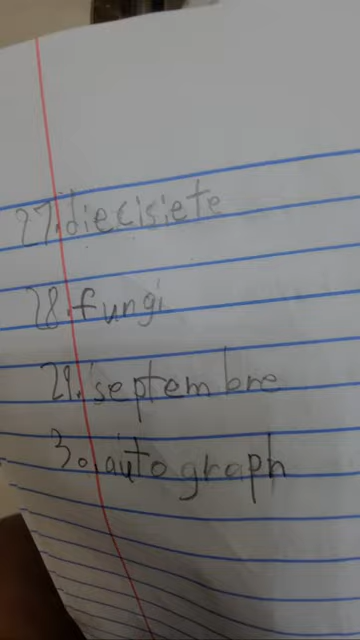 27. diecisiete
28. fungi
29. septembre
30. autograph